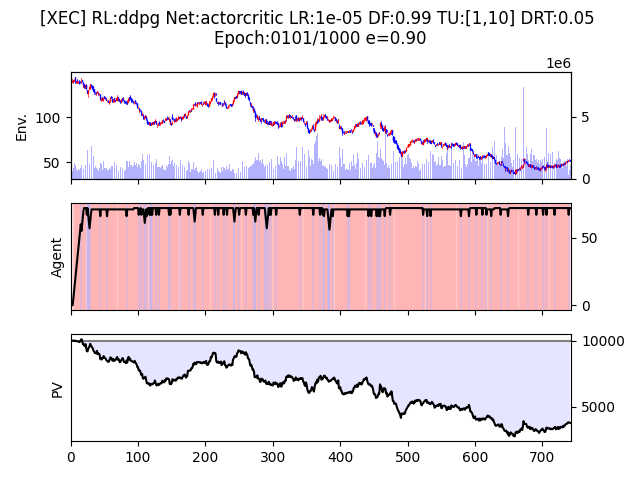 [XEC] RL:ddpg Net:actorcritic LR:1e-05 DF:0.99 TU:[1,10] DRT:0.05
Epoch:0101/1000 e=0.90
1e6
Env.
100
50
5
0
Agent
50
0
PV
10000
5000
0 100 200 300 400 500 600 700